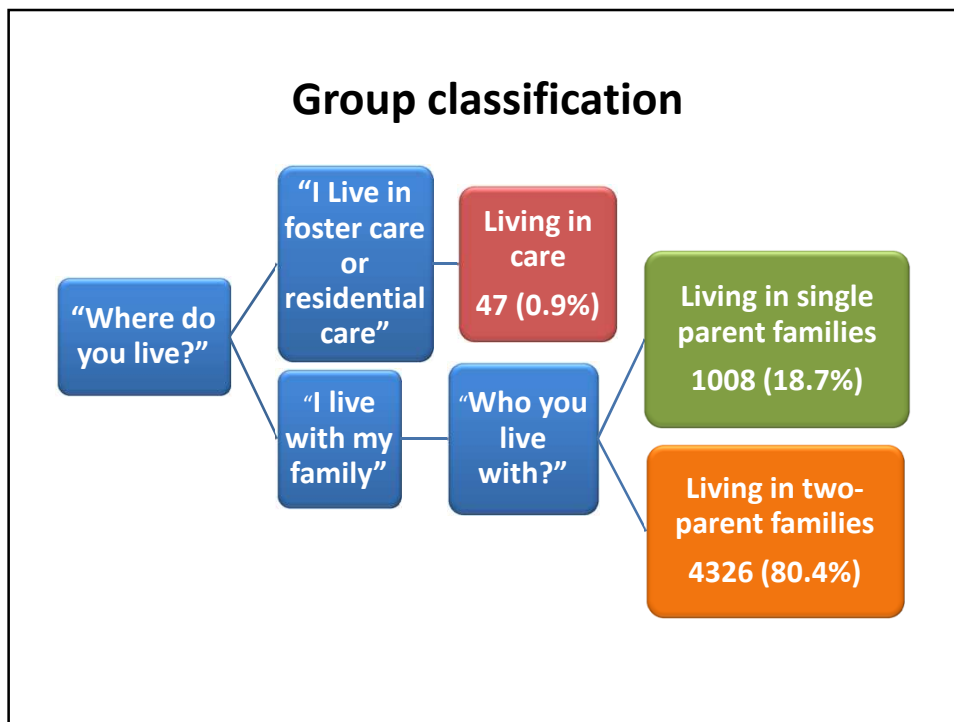 Group classification
“Where do
you live?”
“I Live in
foster care
or
residential
care”
Living in
care
47 (0.9%)
“I live
with my
family”
“Who you
live
with?”
Living in single
parent families
1008 (18.7%)
Living in two-
parent families
4326 (80.4%)